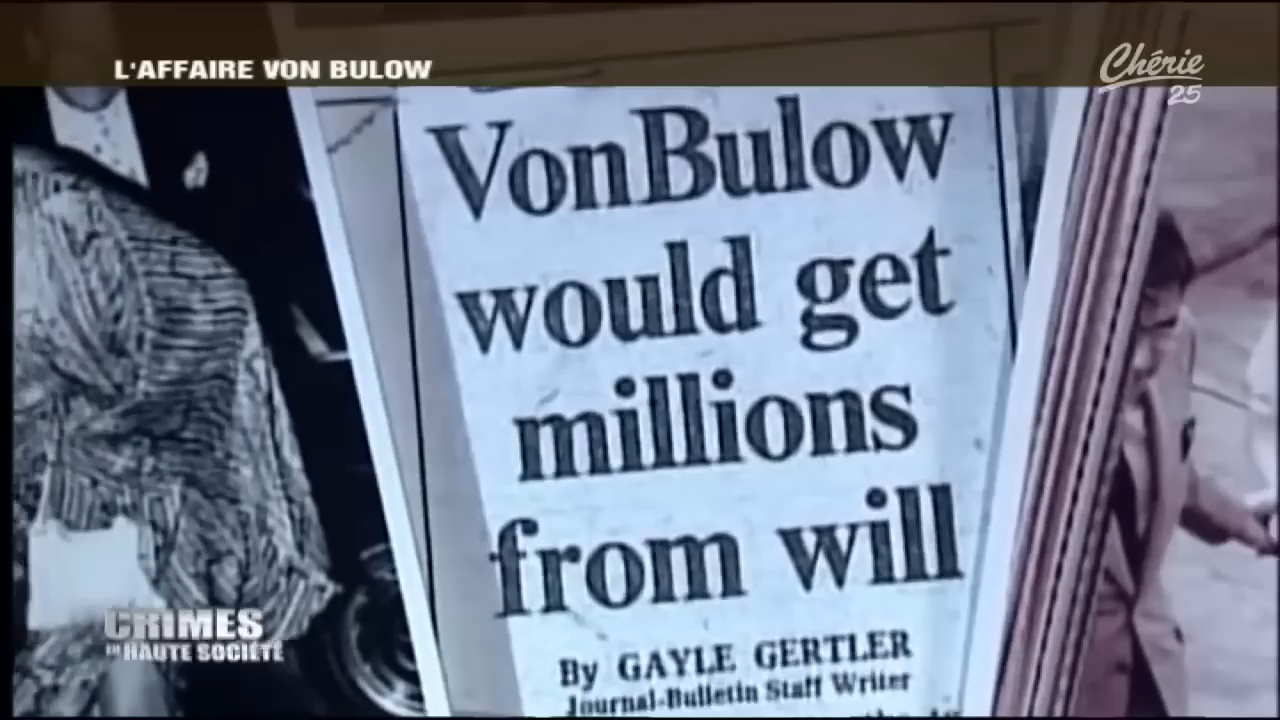 L'AFFAIRE VON BULOW
Chérie
25
VonBulow
would get
millions
from will
By GAYLE GERTLER
Journal-Bulletin Staff Writer
CRIMES
EN HAUTE SOCIÉTÉ